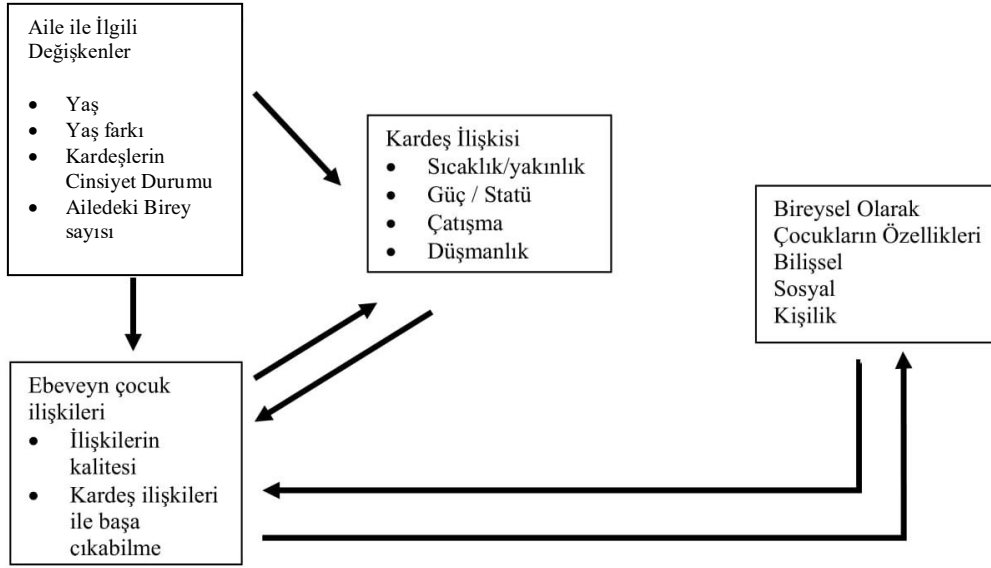 Aile ile İlgili
Değişkenler
• Yaş
• Yaş farkı
• Kardeşlerin
Cinsiyet Durumu
• Ailedeki Birey
sayısı
Kardeş İlişkisi
• Sıcaklık/yakınlık
• Güç / Statü
• Çatışma
• Düşmanlık
Bireysel Olarak
Çocukların Özellikleri
Bilişsel
Sosyal
Kişilik
Ebeveyn çocuk
ilişkileri
• İlişkilerin
kalitesi
• Kardeş ilişkileri
ile başa
cıkabilme